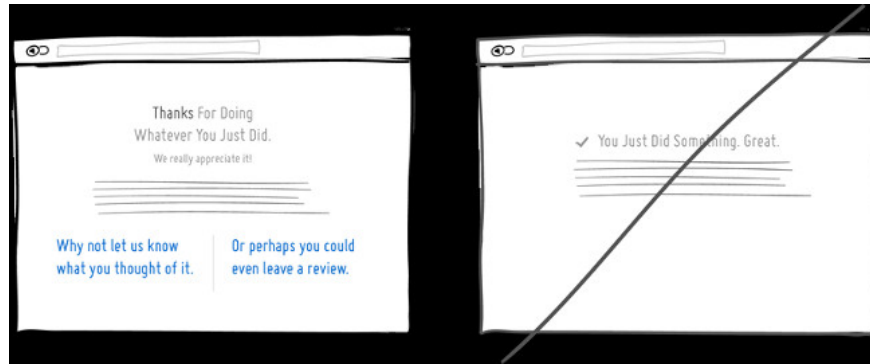 Thanks For Doing
Whatever You Just Did.
We really appreciate it!
Why not let us know
what you thought of it.
Or perhaps you could
even leave a review.
You Just Did Something. Great.